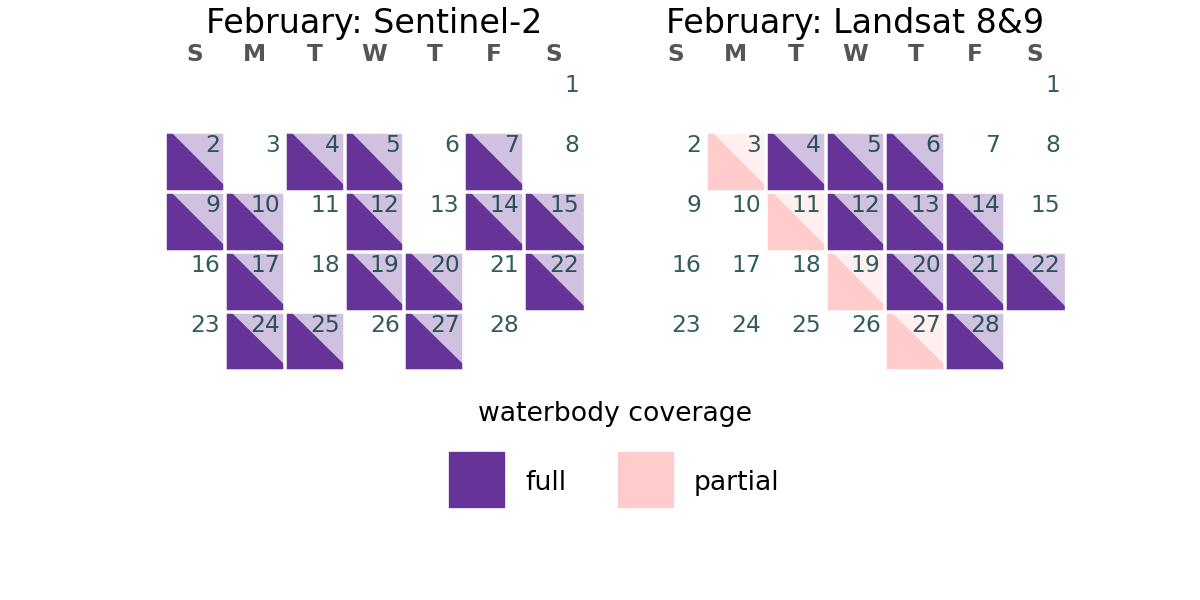 February: Sentinel-2
S M T W T F S
1
2 3 4 5 6 7 8
9 10 11 12 13 14 15
16 17 18 19 20 21 22
23 24 25 26 27 28
February: Landsat 8&9
S M T W T F S
1
2 3 4 5 6 7 8
9 10 11 12 13 14 15
16 17 18 19 20 21 22
23 24 25 26 27 28
waterbody coverage
full
partial